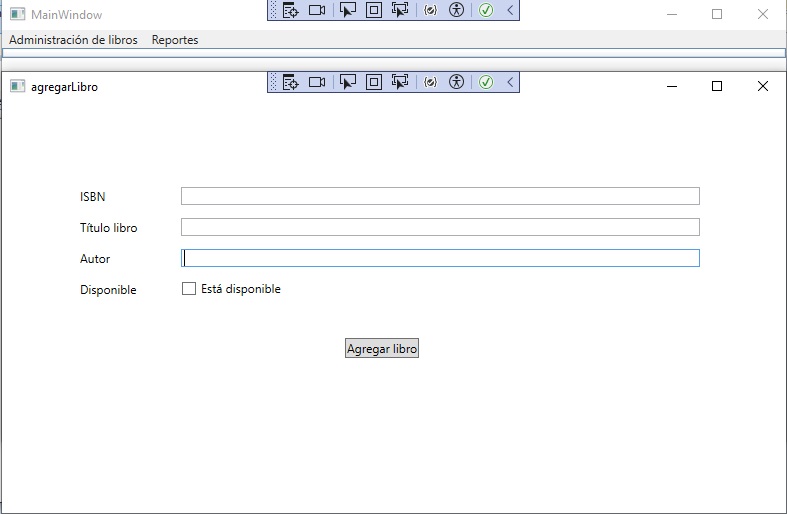 MainWindow
Administración de libros Reportes
agregarLibro
ISBN
Título libro
Autor
Disponible Está disponible
Agregar libro